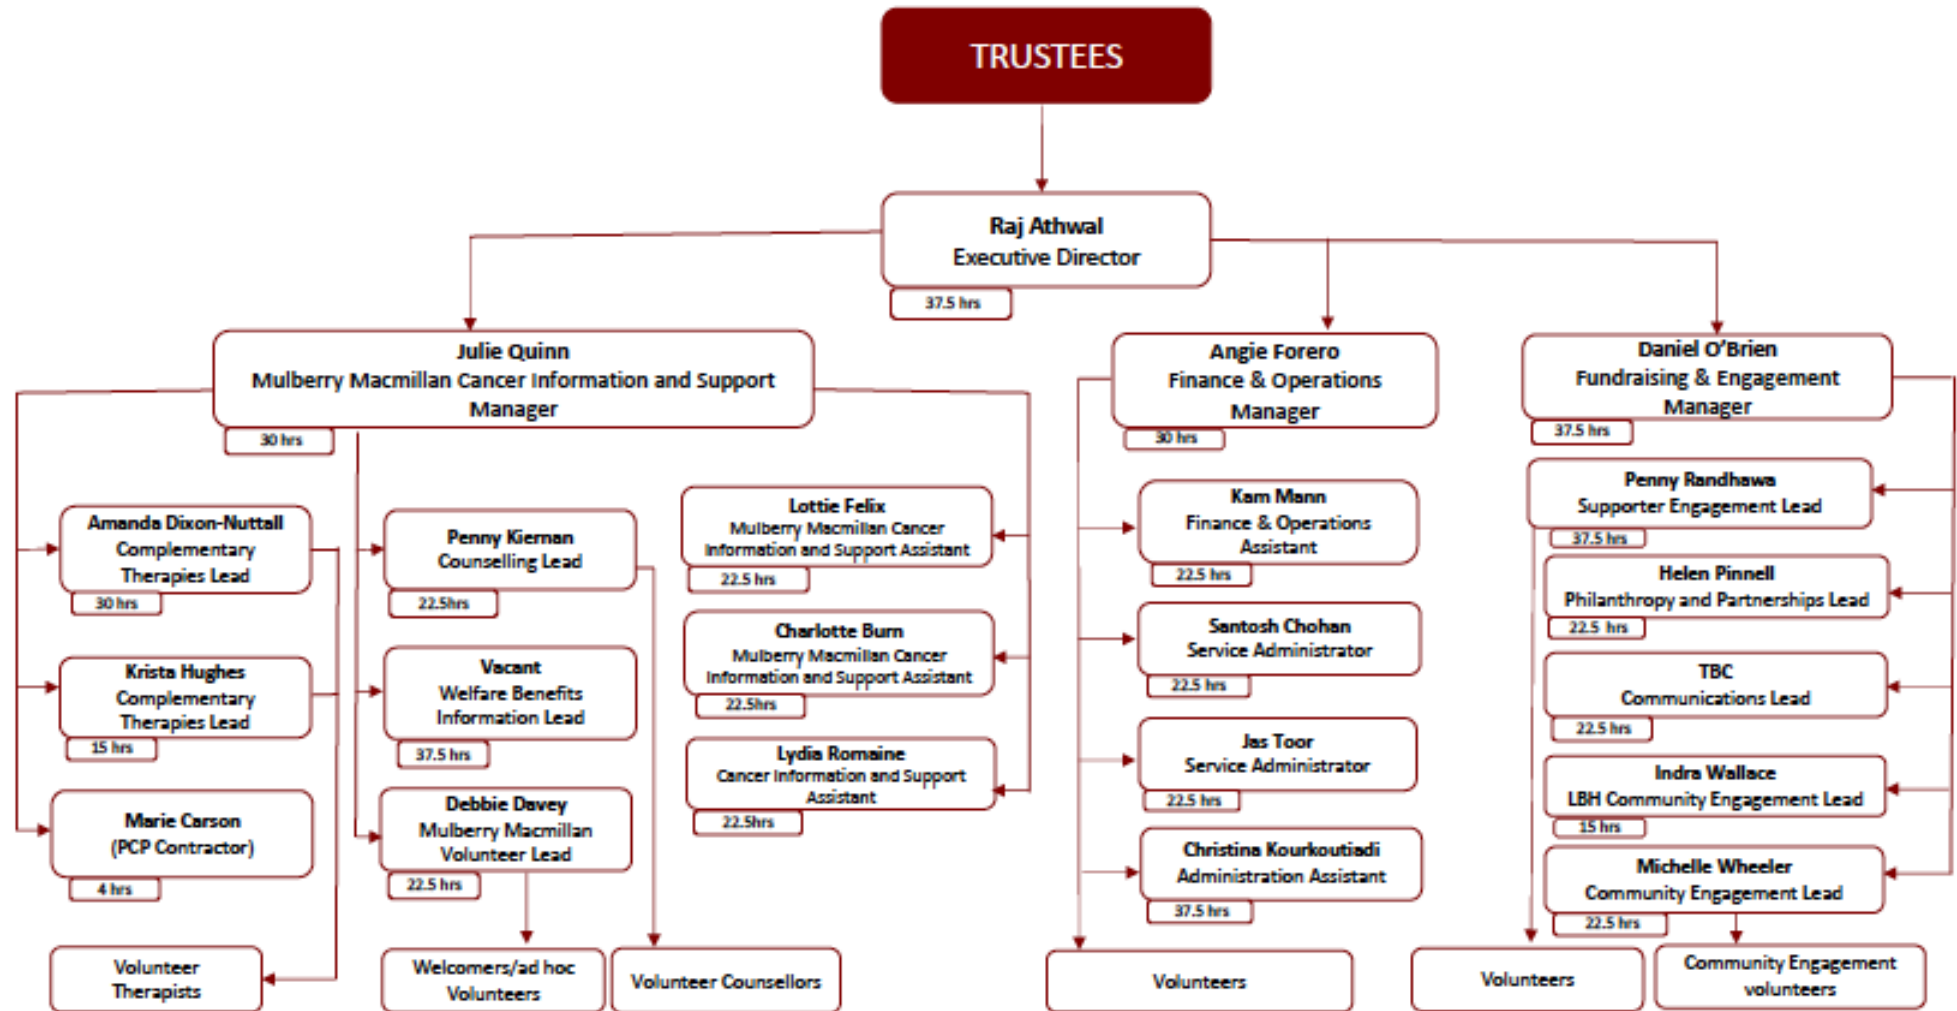 TRUSTEES
Raj Athwal
Executive Director
37.5 hrs
Julie Quinn
Mulberry Macmillan Cancer Information and Support
Manager
30 hrs
Amanda Dixon-Nuttall
Complementary
Therapies Lead
30 hrs
Krista Hughes
Complementary
Therapies Lead
15 hrs
Marie Carson
(PCP Contractor)
4 hrs
Volunteer
Therapists
Penny Kiernan
Counselling Lead
22.5hrs
Vacant
Welfare Benefits
Information Lead
37.5 hrs
Debbie Davey
Mulberry Macmillan
Volunteer Lead
22.5 hrs
Welcomers/ad hoc
Volunteers
Volunteer Counsellors
Lottie Felix
Mulberry Macmillan Cancer
Information and Support Assistant
22.5 hrs
Charlotte Burn
Mulberry Macmillan Cancer
Information and Support Assistant
22.5hrs
Lydia Romaine
Cancer Information and Support
Assistant
22.5hrs
Angie Forero
Finance & Operations
Manager
30 hrs
Kam Mann
Finance & Operations
Assistant
22.5 hrs
Santosh Chohan
Service Administrator
22.5 hrs
Jas Toor
Service Administrator
22.5 hrs
Christina Kourkoutiadi
Administration Assistant
37.5 hrs
Volunteers
Daniel O'Brien
Fundraising & Engagement
Manager
37.5 hrs
Penny Randhawa
Supporter Engagement Lead
37.5 hrs
Helen Pinnell
Philanthropy and Partnerships Lead
22.5 hrs
TBC
Communications Lead
22.5 hrs
Indra Wallace
LBH Community Engagement Lead
15 hrs
Michelle Wheeler
Community Engagement Lead
22.5 hrs
Volunteers
Community Engagement
volunteers